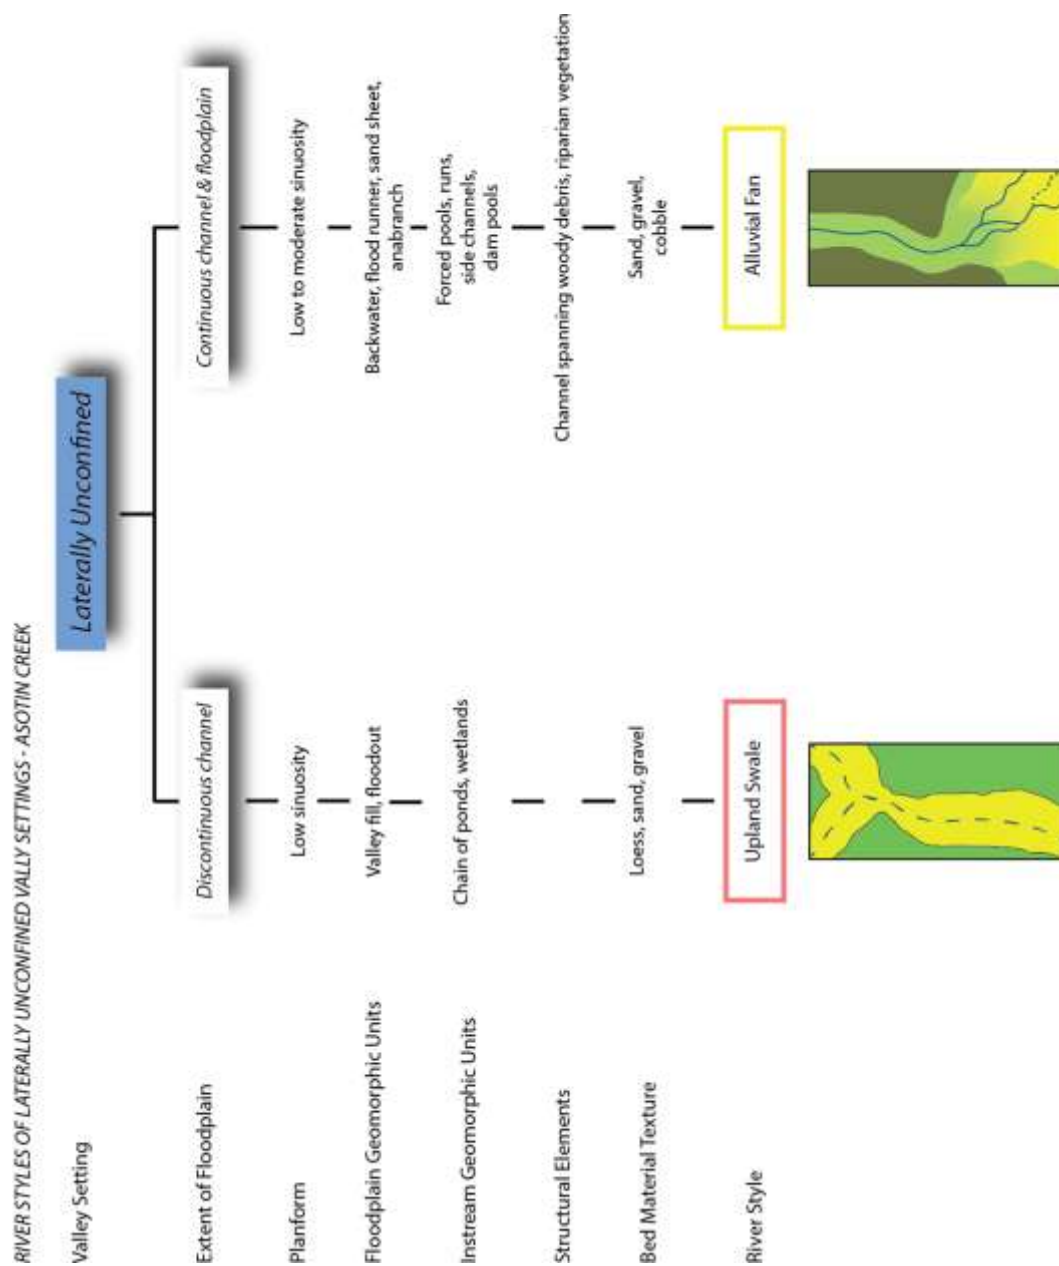 RIVER STYLES OF LATERALLY UNCONFINED VALLY SETTINGS - ASOTIN CREEK
Valley Setting
Laterally Unconfined
Extent of Floodplain
Discontinuous channel
Continuous channel & floodplain
Planform
Low sinuosity
Low to moderate sinuosity
Floodplain Geomorphic Units
Valley fill, floodout
Backwater, flood runner, sand sheet,
anabranch
Instream Geomorphic Units
Chain of ponds, wetlands
Forced pools, runs,
side channels,
dam pools
Structural Elements
Channel spanning woody debris, riparian vegetation
Bed Material Texture
Loess, sand, gravel
Sand, gravel,
cobble
River Style
Upland Swale
Alluvial Fan